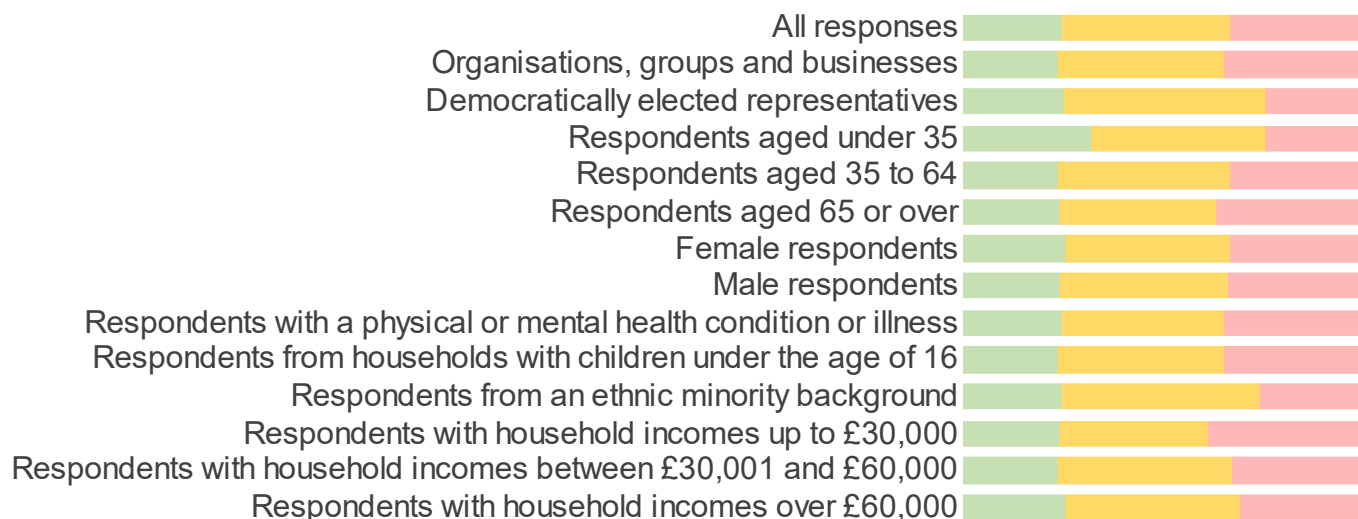 All responses
Organisations, groups and businesses
Democratically elected representatives
Respondents aged under 35
Respondents aged 35 to 64
Respondents aged 65 or over
Female respondents
Male respondents
Respondents with a physical or mental health condition or illness
Respondents from households with children under the age of 16
Respondents from an ethnic minority background
Respondents with household incomes up to £30,000
Respondents with household incomes between £30,001 and £60,000
Respondents with household incomes over £60,000